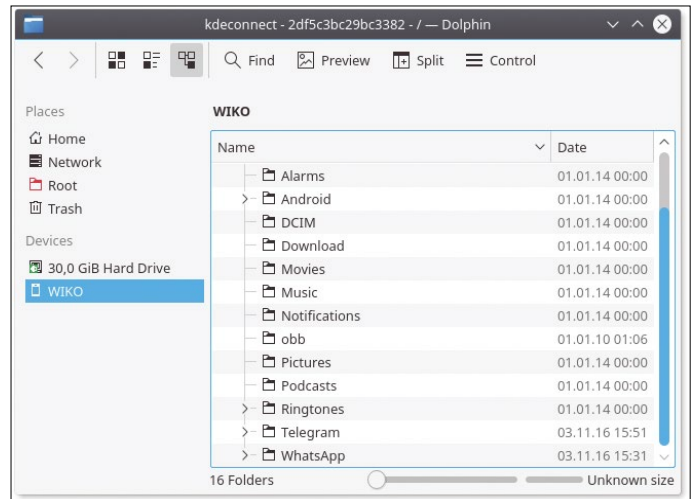 kdeconnect - 2df5c3bc29bc3382 - / — Dolphin
Find Preview Split Control
Places
Home
Network
Root
Trash
Devices
30,0 GiB Hard Drive
WIKO
WIKO
Name Date
Alarms 01.01.14 00:00
Android 01.01.14 00:00
DCIM 01.01.14 00:00
Download 01.01.14 00:00
Movies 01.01.14 00:00
Music 01.01.14 00:00
Notifications 01.01.14 00:00
obb 01.01.10 01:06
Pictures 01.01.14 00:00
Podcasts 01.01.14 00:00
Ringtones 01.01.14 00:00
Telegram 03.11.16 15:51
WhatsApp 03.11.16 15:31
16 Folders Unknown size